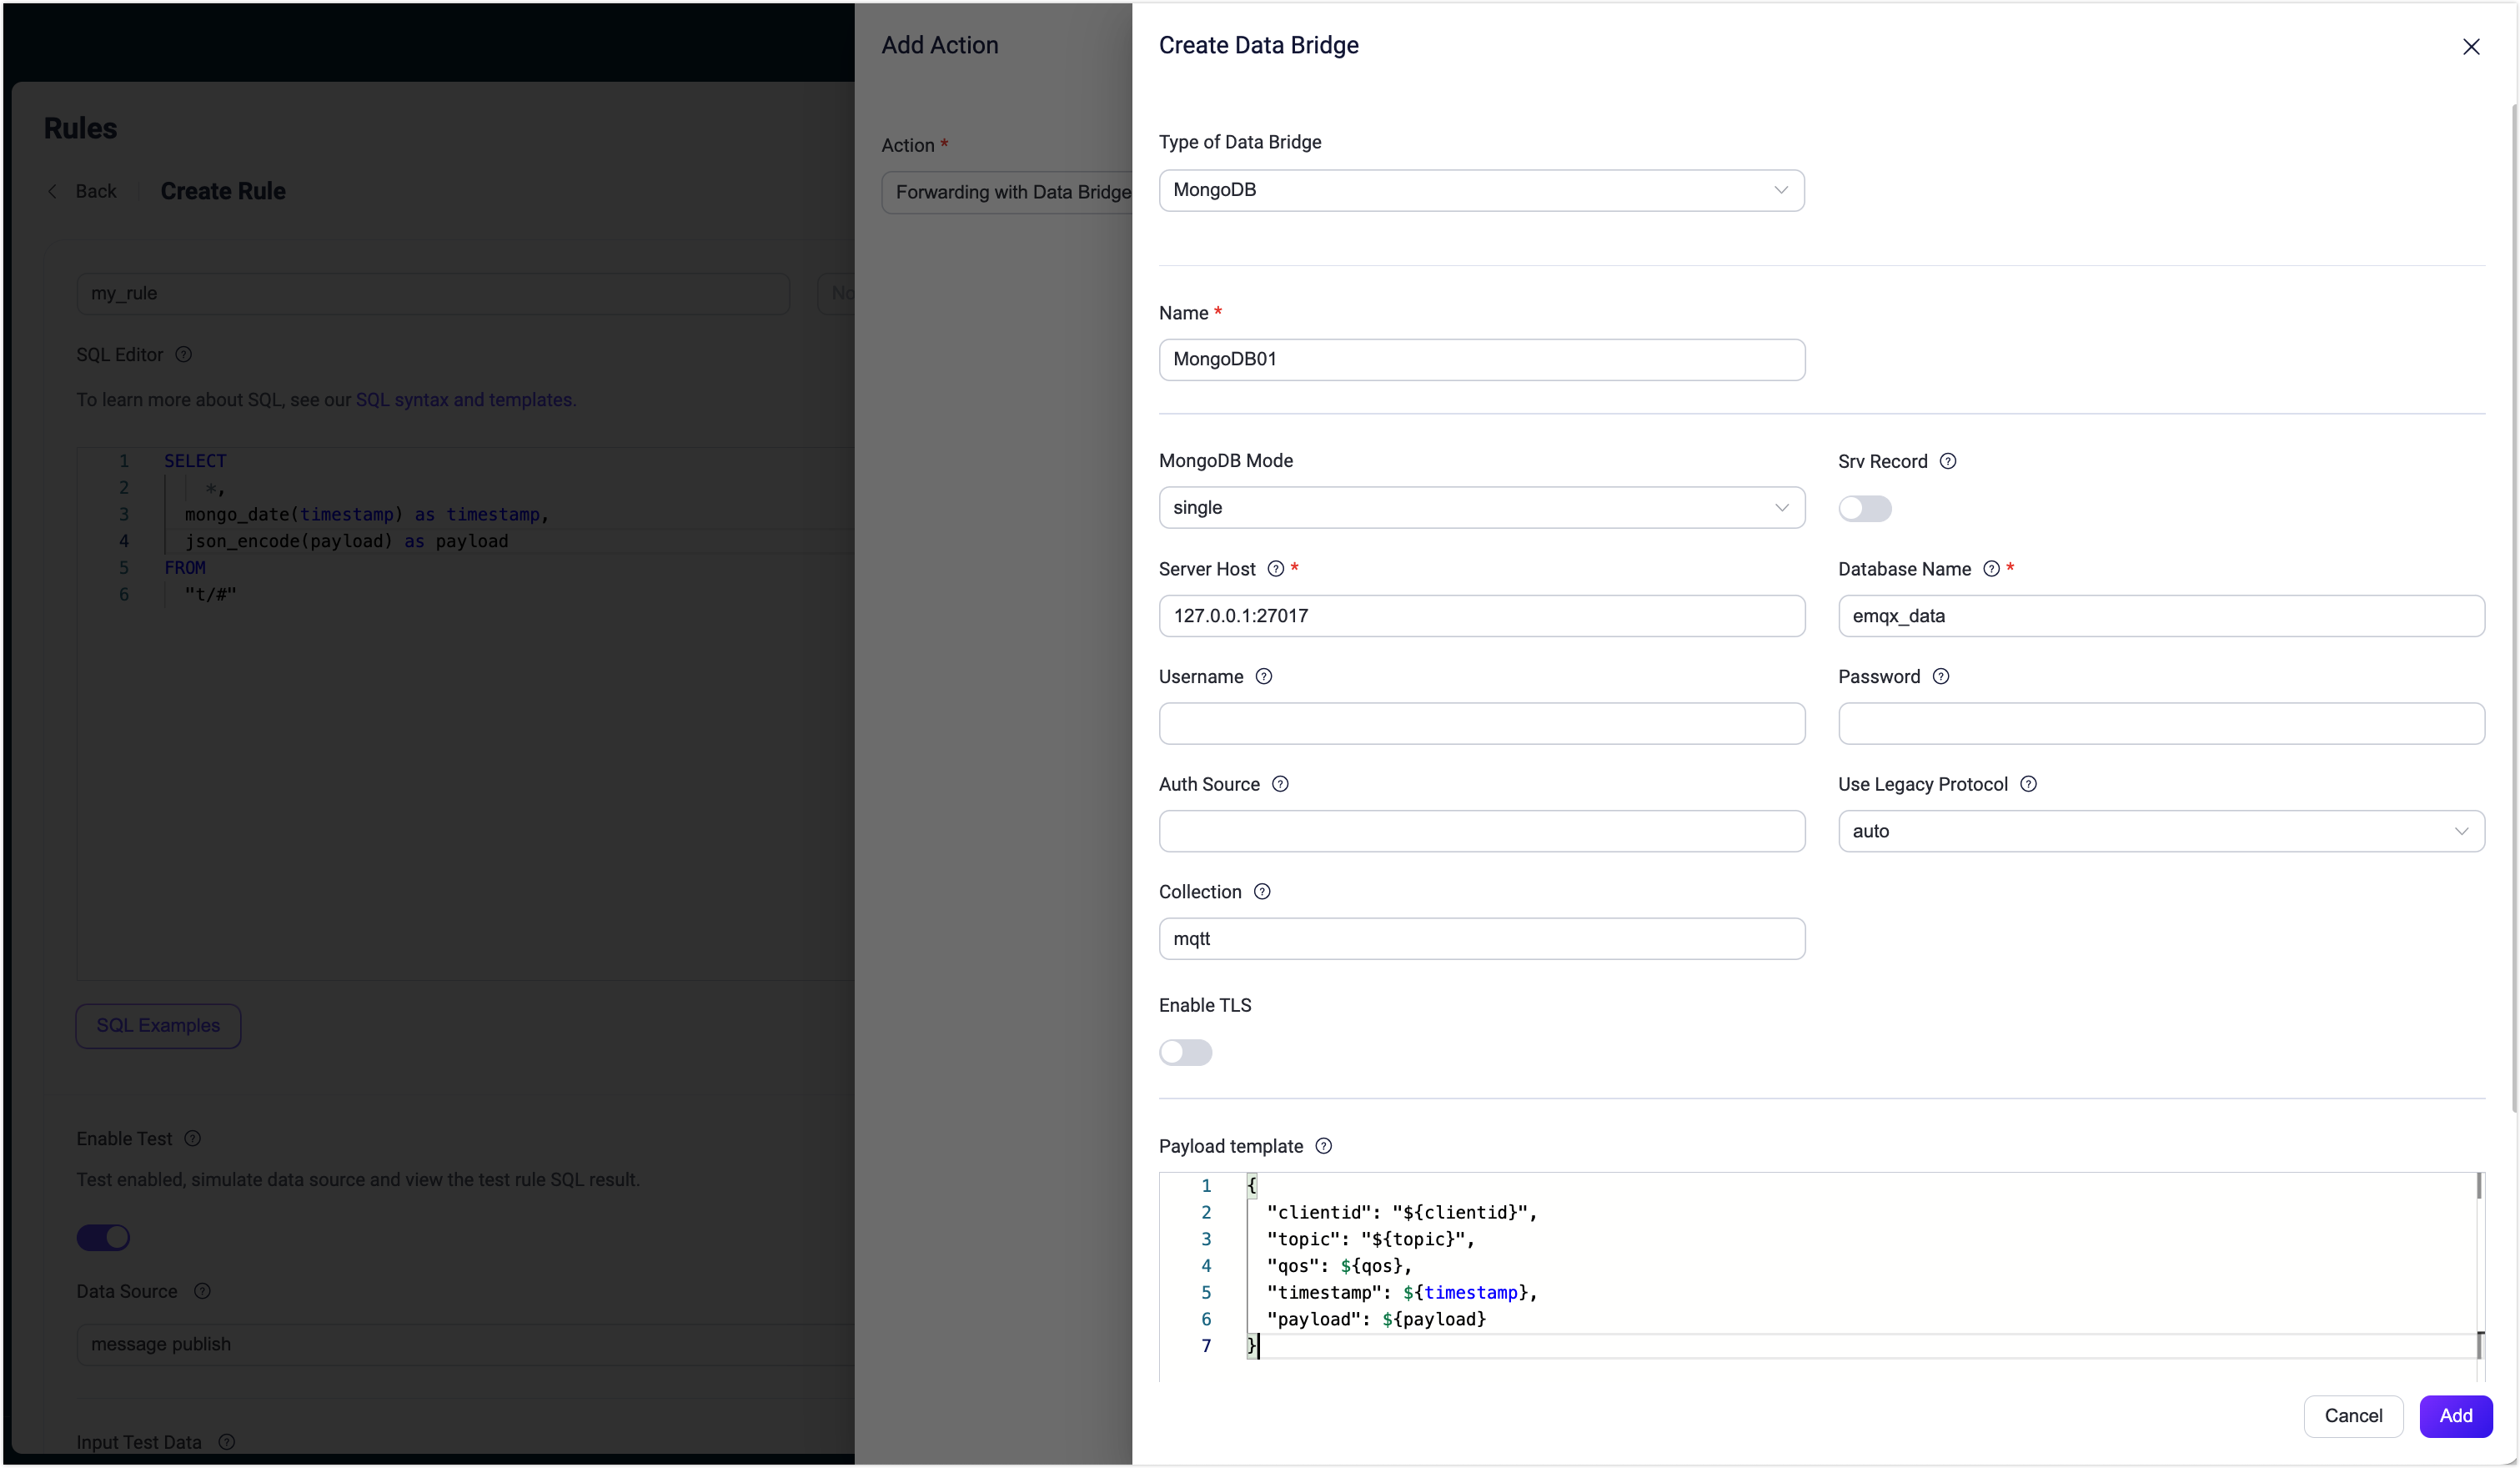 Rules
Back
Create Rule
my_rule
No
SQL Editor
To learn more about SQL, see our SQL syntax and templates.
1 SELECT
2 *,
3 mongo_date(timestamp) as timestamp,
4 json_encode(payload) as payload
5 FROM
6 "t/#"
SQL Examples
Enable Test
Test enabled, simulate data source and view the test rule SQL result.
Data Source
message publish
Input Test Data
Add Action
Action *
Forwarding with Data Bridge
Create Data Bridge
Type of Data Bridge
MongoDB
Name *
MongoDB01
MongoDB Mode
single
Srv Record
Server Host *
127.0.0.1:27017
Database Name *
emqx_data
Username
Password
Auth Source
Use Legacy Protocol
auto
Collection
mqtt
Enable TLS
Payload template
1 {
2 "clientid": "${clientid}",
3 "topic": "${topic}",
4 "qos": ${qos},
5 "timestamp": ${timestamp},
6 "payload": ${payload}
7 }
Cancel
Add